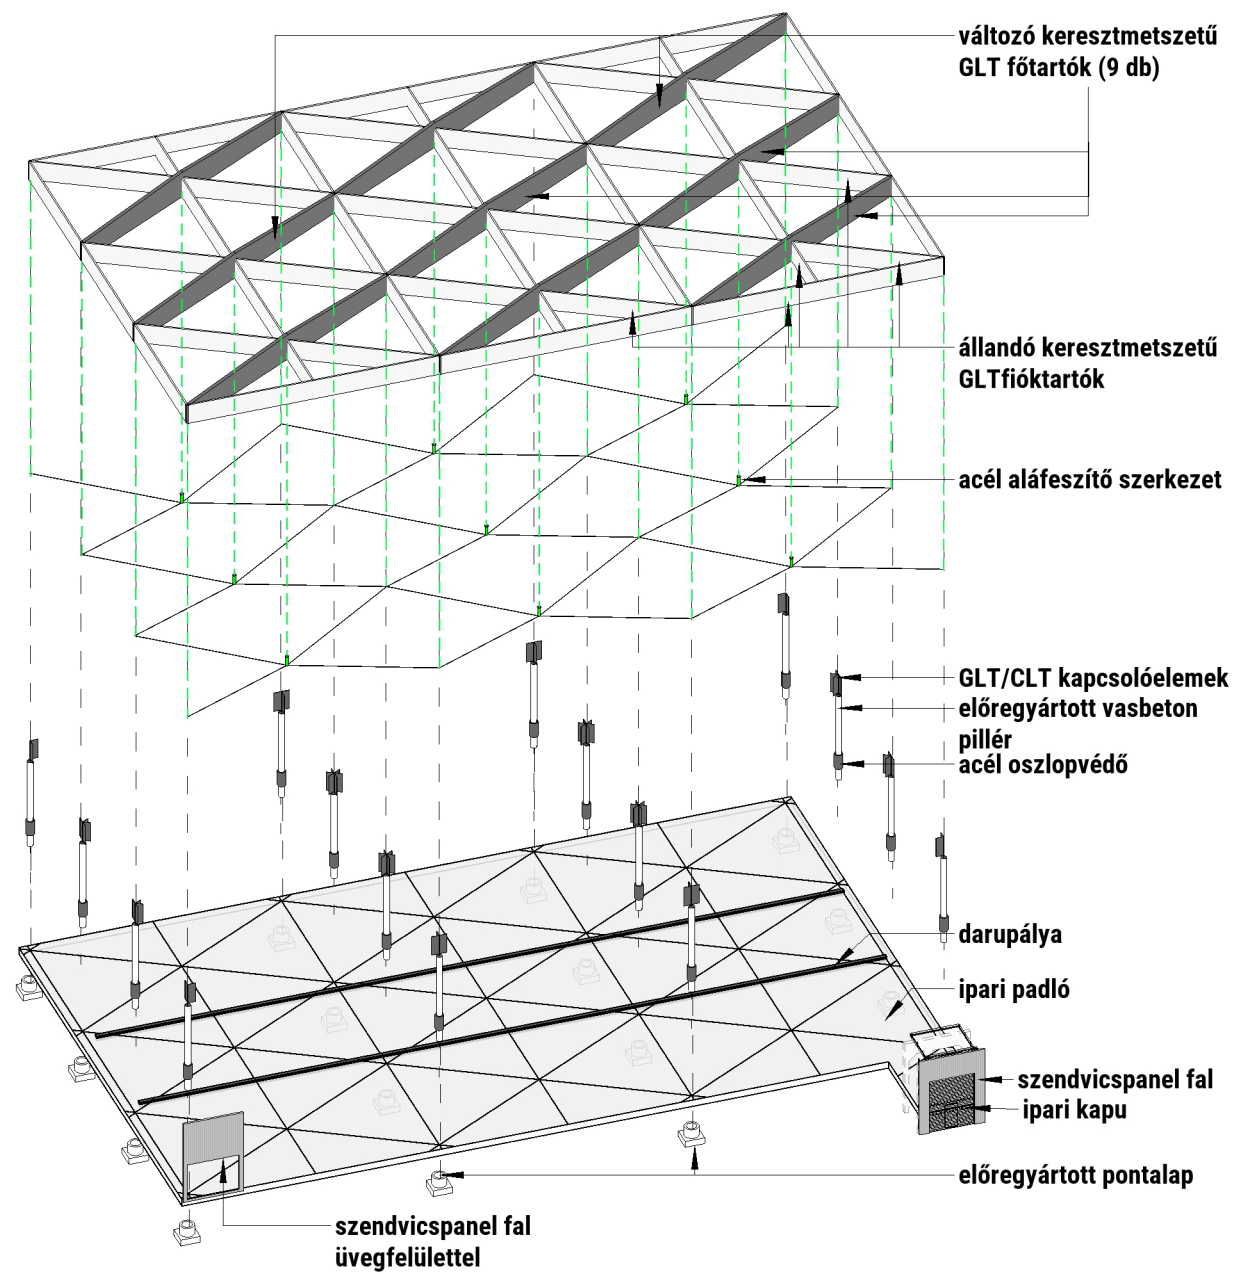 változó keresztmetszetű
GLT főtartók (9 db)
állandó keresztmetszetű
GLTfióktartók
acél aláfeszítő szerkezet
GLT/CLT kapcsolóelemek
előregyártott vasbeton
pillér
acél oszlopvédő
darupálya
ipari padló
szendvicspanel fal
ipari kapu
előregyártott pontalap
szendvicspanel fal
üvegfelülettel